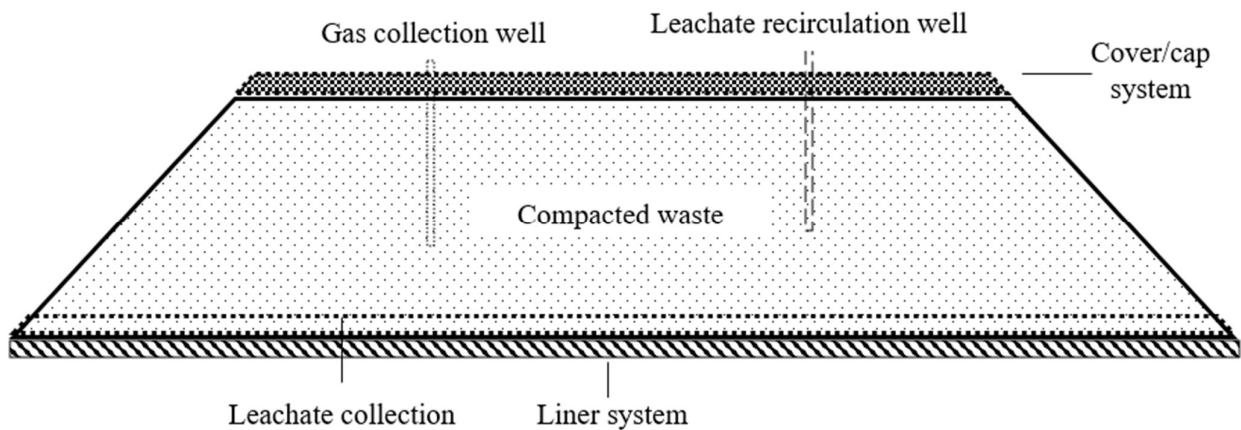 Gas collection well
Leachate recirculation well
Cover/cap
system
Compacted waste
Leachate collection
Liner system